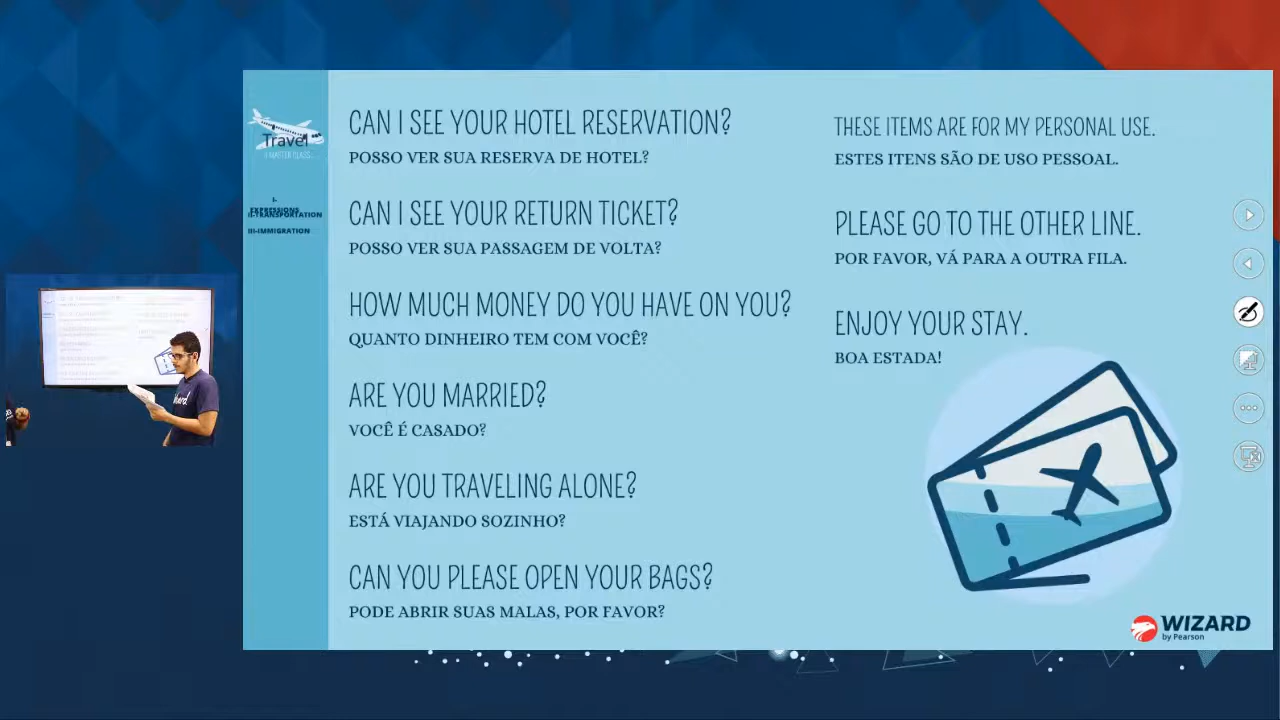 Travel
A MASTER CLASS
I-
EXPRESSIONS
II-TRANSPORTATION
III-IMMIGRATION
CAN I SEE YOUR HOTEL RESERVATION?
POSSO VER SUA RESERVA DE HOTEL?
CAN I SEE YOUR RETURN TICKET?
POSSO VER SUA PASSAGEM DE VOLTA?
HOW MUCH MONEY DO YOU HAVE ON YOU?
QUANTO DINHEIRO TEM COM VOCÊ?
ARE YOU MARRIED?
VOCÊ É CASADO?
ARE YOU TRAVELING ALONE?
ESTÁ VIAJANDO SOZINHO?
CAN YOU PLEASE OPEN YOUR BAGS?
PODE ABRIR SUAS MALAS, POR FAVOR?
THESE ITEMS ARE FOR MY PERSONAL USE.
ESTES ITENS SÃO DE USO PESSOAL.
PLEASE GO TO THE OTHER LINE.
POR FAVOR, VÁ PARA A OUTRA FILA.
ENJOY YOUR STAY.
BOA ESTADA!
WIZARD
by Pearson